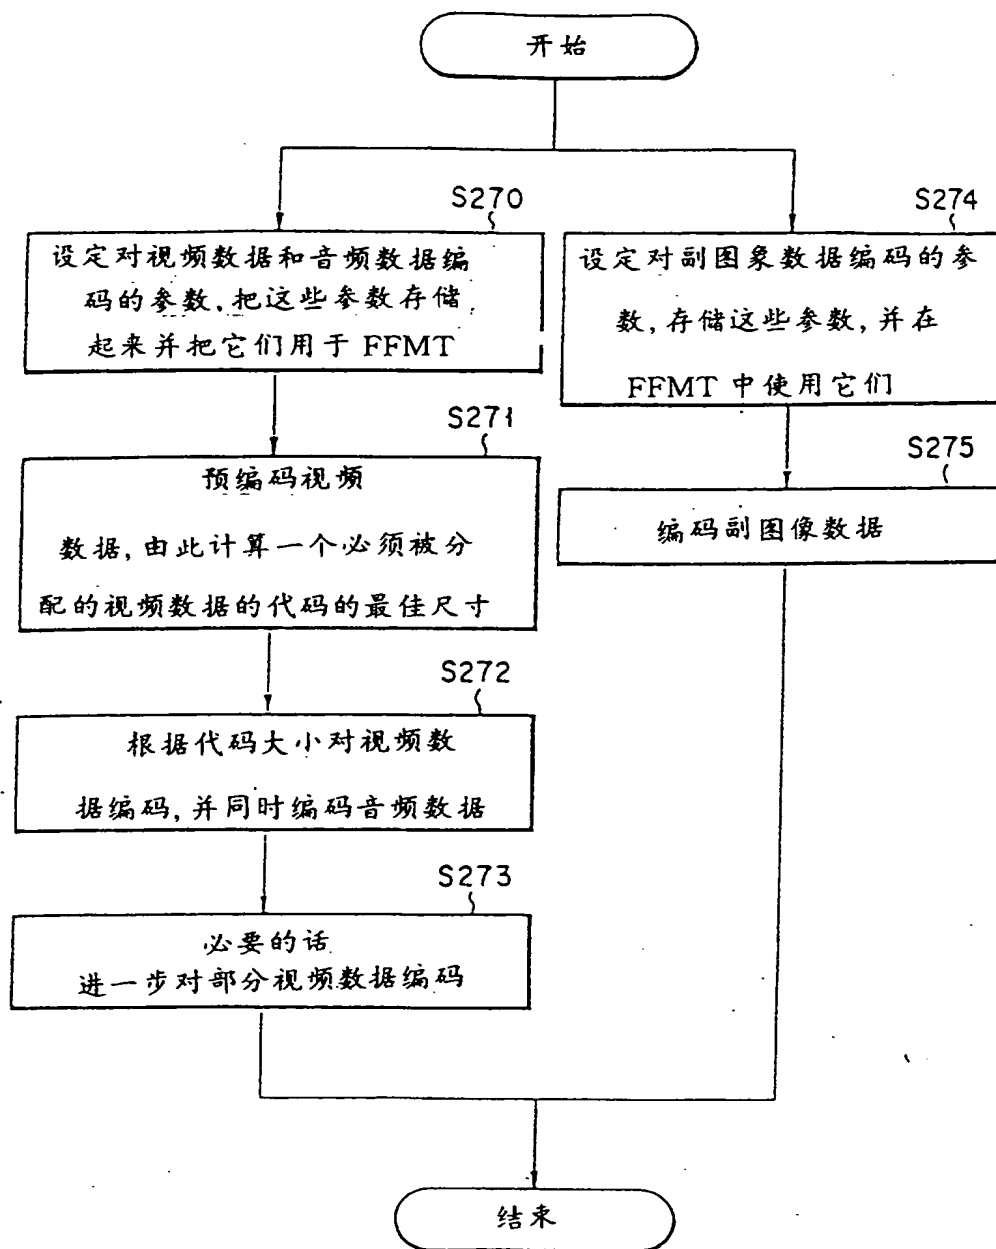 开始
S270
设定对视频数据和音频数据编
码的参数,把这些参数存储
起来并把它们用于 FFMT
S271
预编码视频
数据,由此计算一个必须被分
配的视频数据的代码的最佳尺寸
S272
根据代码大小对视频数
据编码,并同时编码音频数据
S273
必要的话
进一步对部分视频数据编码
S274
设定对副图象数据编码的参
数,存储这些参数,并在
FFMT 中使用它们
S275
编码副图像数据
结束